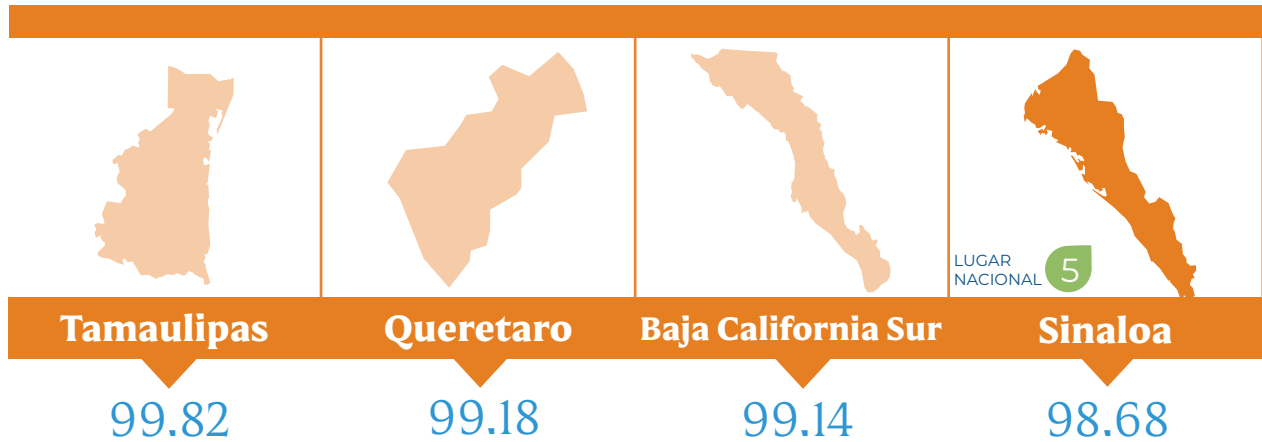 LUGAR
NACIONAL 5
Tamaulipas
Queretaro
Baja California Sur
Sinaloa
99.82
99.18
99.14
98.68